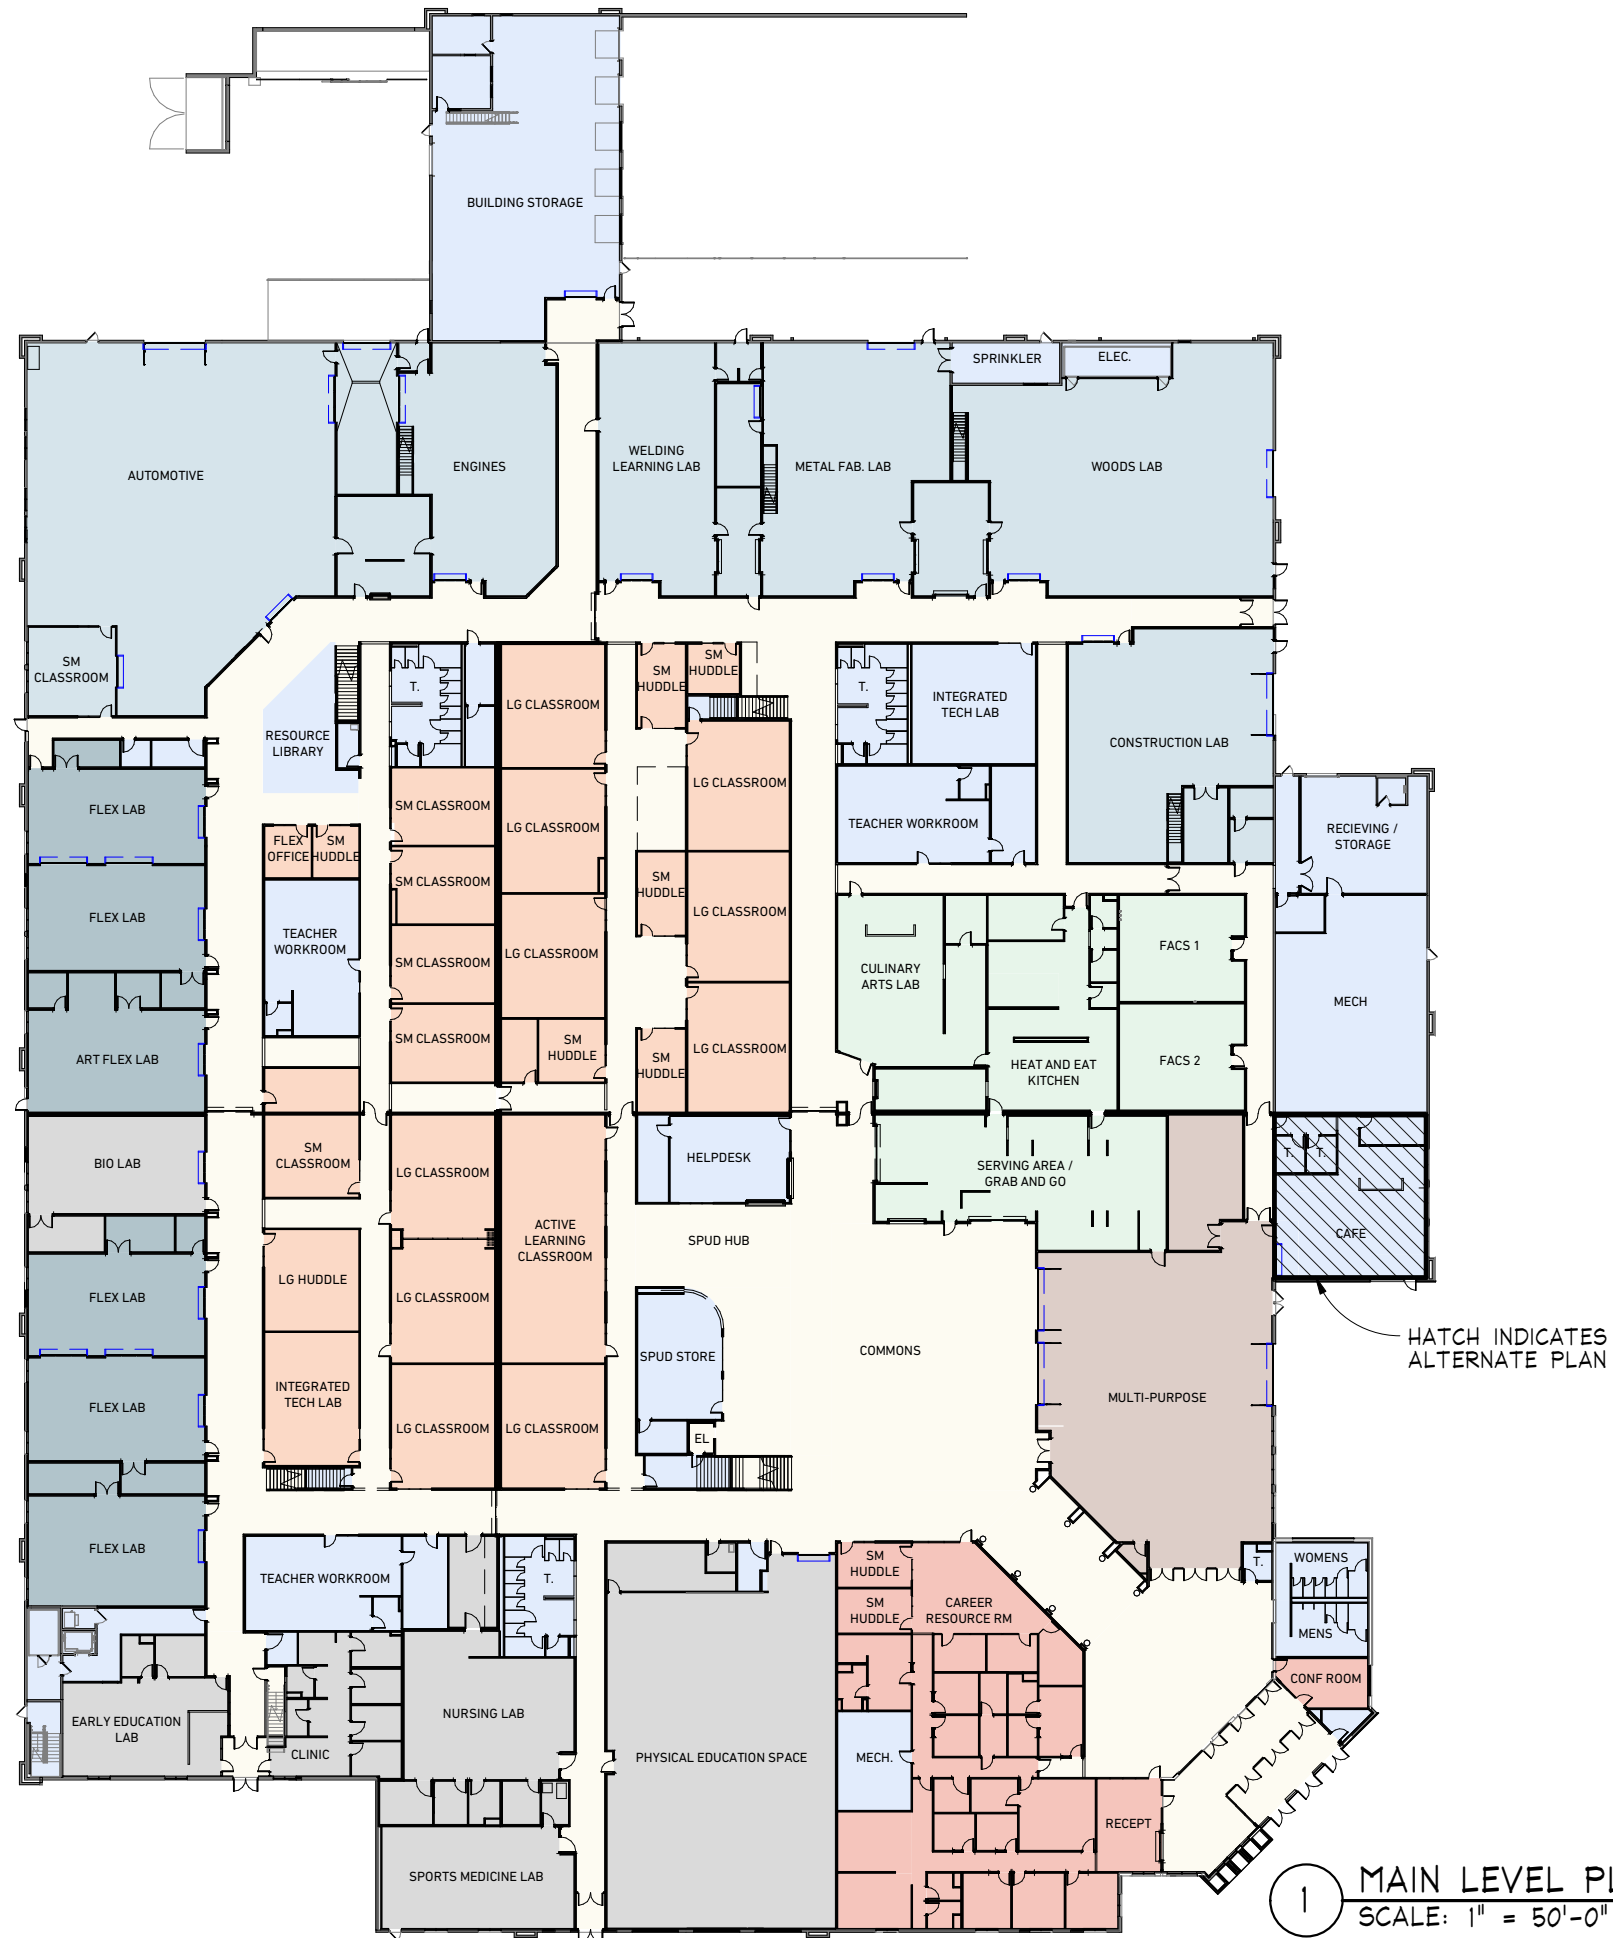 BUILDING STORAGE
SPRINKLER
ELEC.
AUTOMOTIVE
ENGINES
WELDING
LEARNING LAB
METAL FAB. LAB
WOODS LAB
SM
CLASSROOM
RESOURCE
LIBRARY
T.
LG CLASSROOM
SM
HUDDLE
SM
HUDDLE
T.
INTEGRATED
TECH LAB
CONSTRUCTION LAB
FLEX LAB
SM CLASSROOM
LG CLASSROOM
LG CLASSROOM
TEACHER WORKROOM
RECIEVING /
STORAGE
FLEX
OFFICE
SM
HUDDLE
SM CLASSROOM
SM
HUDDLE
LG CLASSROOM
FLEX LAB
TEACHER
WORKROOM
SM CLASSROOM
LG CLASSROOM
CULINARY
ARTS LAB
FACS 1
MECH
ART FLEX LAB
SM CLASSROOM
SM
HUDDLE
SM
HUDDLE
LG CLASSROOM
HEAT AND EAT
KITCHEN
FACS 2
BIO LAB
SM
CLASSROOM
LG CLASSROOM
HELPDESK
SERVING AREA /
GRAB AND GO
T.
T.
ACTIVE
LEARNING
CLASSROOM
SPUD HUB
CAFE
FLEX LAB
LG HUDDLE
LG CLASSROOM
SPUD STORE
COMMONS
HATCH INDICATES
ALTERNATE PLAN
FLEX LAB
INTEGRATED
TECH LAB
LG CLASSROOM
LG CLASSROOM
EL
MULTI-PURPOSE
FLEX LAB
TEACHER WORKROOM
T.
SM
HUDDLE
SM
HUDDLE
CAREER
RESOURCE RM
T.
WOMENS
MENS
CONF ROOM
EARLY EDUCATION
LAB
CLINIC
NURSING LAB
PHYSICAL EDUCATION SPACE
MECH.
RECEPT
SPORTS MEDICINE LAB
1
MAIN LEVEL PL
SCALE: 1" = 50'-0"